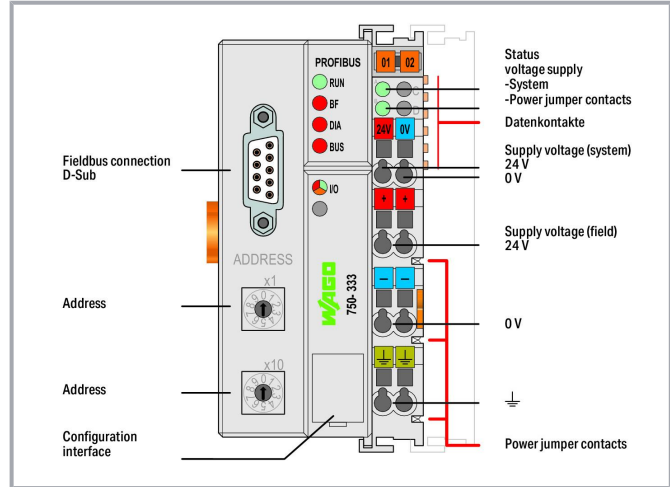 PROFIBUS
RUN
BF
DIA
BUS
I/O
01 02
C
D
24V 0V
+ +
— —
ADDRESS
x1
x10
WAGO
750-333
Fieldbus connection
D-Sub
Address
Address
Configuration
interface
Status
voltage supply
-System
-Power jumper contacts
Datenkontakte
Supply voltage (system)
24 V
0 V
Supply voltage (field)
24 V
0 V
Power jumper contacts